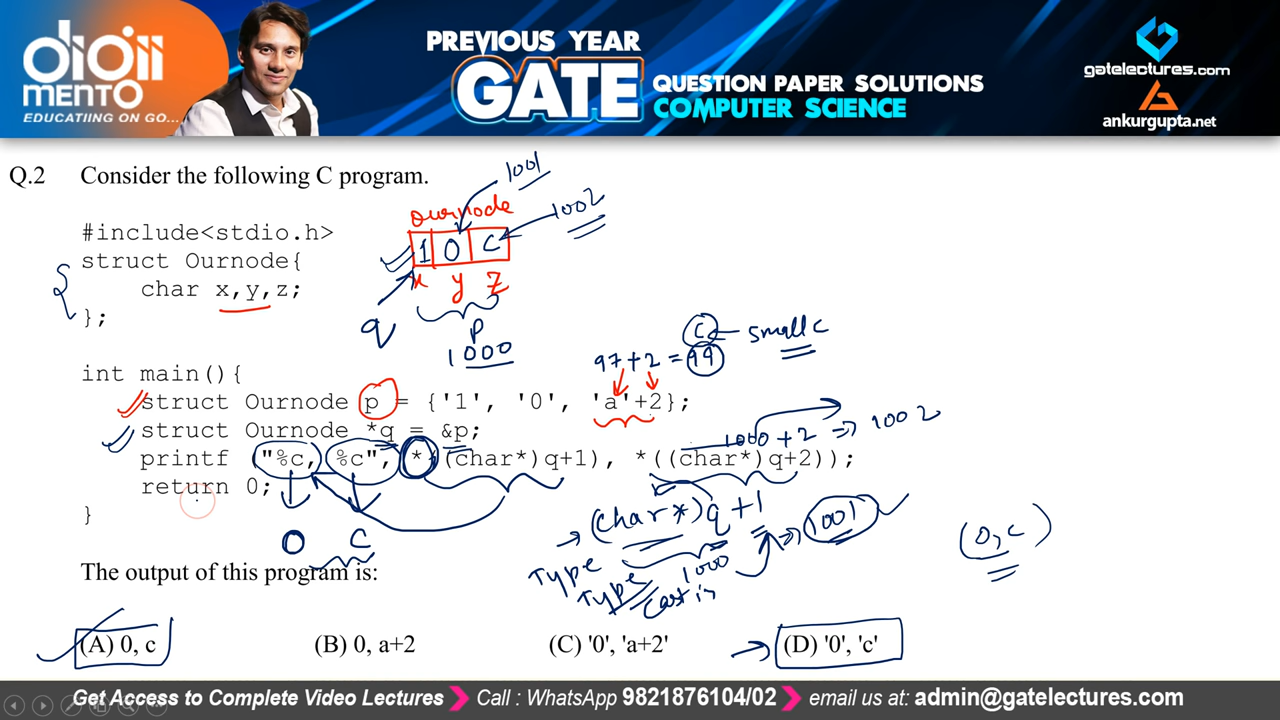 digii
mento
EDUCATIING ON GO...
PREVIOUS YEAR
GATE
QUESTION PAPER SOLUTIONS
COMPUTER SCIENCE
gatelectures.com
ankurgupta.net
Q.2 Consider the following C program.
1001
1002
Ournode
1 0 c
x y z
q
p
1000
#include<stdio.h>
struct Ournode{
char x,y,z;
};
c small c
97+2=99
int main(){
struct Ournode p = {'1', '0', 'a'+2};
struct Ournode *q = &p;
1000+2 ⇒ 1002
printf ("%c, %c", *((char*)q+1), *((char*)q+2));
return 0;
}
0 c
(char*)q+1 ⇒ 1001
1000
Type
Type
Castin
(0,c)
The output of this program is:
(A) 0, c (B) 0, a+2 (C) '0', 'a+2' (D) '0', 'c'
Get Access to Complete Video Lectures Call : WhatsApp 9821876104/02 email us at: admin@gatelectures.com